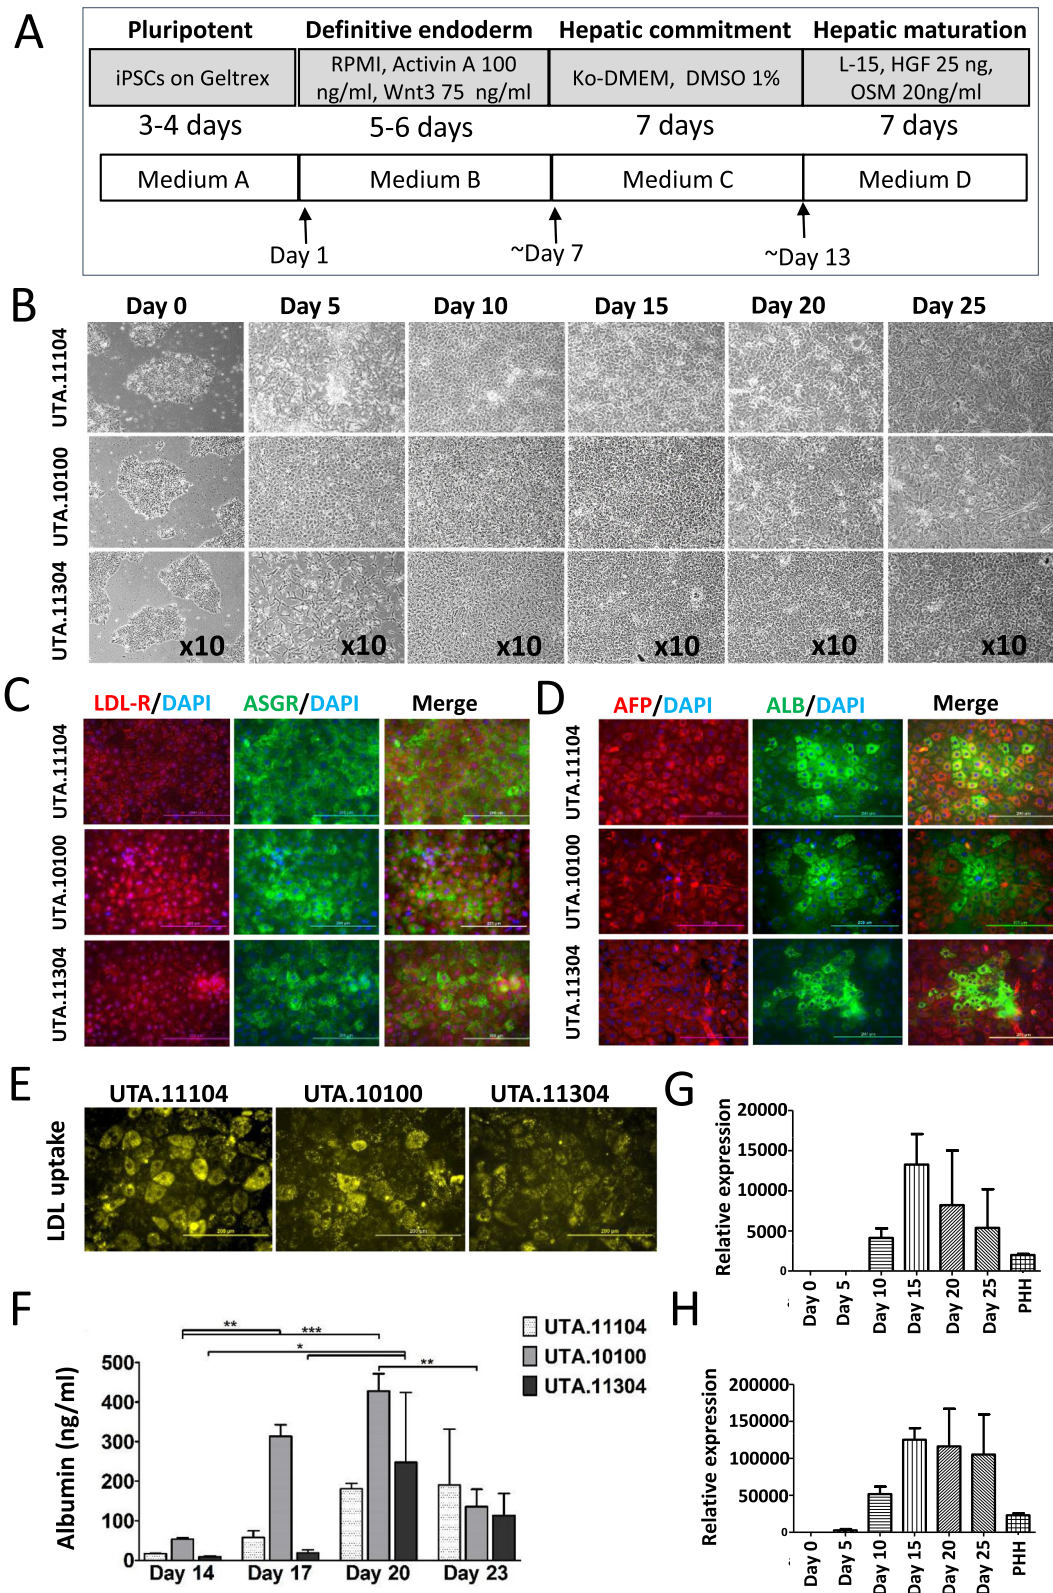 A
Pluripotent Definitive endoderm Hepatic commitment Hepatic maturation
iPSCs on Geltrex
RPMI, Activin A 100
ng/ml, Wnt3 75 ng/ml
Ko-DMEM, DMSO 1%
L-15, HGF 25 ng,
OSM 20ng/ml
3-4 days 5-6 days 7 days 7 days
Medium A Medium B Medium C Medium D
Day 1 ~Day 7 ~Day 13
B
Day 0 Day 5 Day 10 Day 15 Day 20 Day 25
UTA.11104
UTA.10100
UTA.11304
x10 x10 x10 x10 x10 x10
C
LDL-R/DAPI ASGR/DAPI Merge
UTA.11104
UTA.10100
UTA.11304
D
AFP/DAPI ALB/DAPI Merge
UTA.11104
UTA.10100
UTA.11304
E
UTA.11104 UTA.10100 UTA.11304
LDL uptake
200 µm 200 µm 200 µm
F
** *** * **
UTA.11104
UTA.10100
UTA.11304
Albumin (ng/ml)
500
400
300
200
100
0
Day 14 Day 17 Day 20 Day 23
G
Relative expression
20000
15000
10000
5000
0
Day 0 Day 5 Day 10 Day 15 Day 20 Day 25 PHH
H
Relative expression
200000
150000
100000
50000
0
Day 0 Day 5 Day 10 Day 15 Day 20 Day 25 PHH